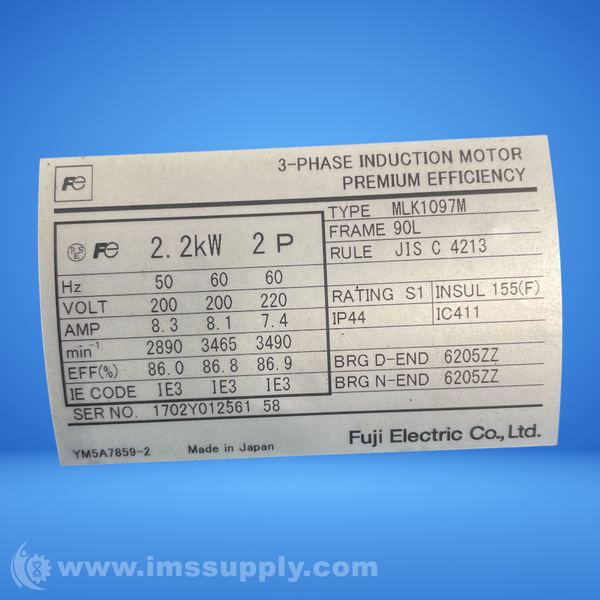 3-PHASE INDUCTION MOTOR
PREMIUM EFFICIENCY
FE
TYPE MLK1097M
FRAME 90L
RULE JIS C 4213
PSE FE 2.2kW 2P
Hz 50 60 60
VOLT 200 200 220
AMP 8.3 8.1 7.4
min⁻¹ 2890 3465 3490
EFF(%) 86.0 86.8 86.9
IE CODE IE3 IE3 IE3
RATING S1 INSUL 155(F)
IP44 IC411
BRG D-END 6205ZZ
BRG N-END 6205ZZ
SER NO. 1702Y012561 58
YM5A7859-2 Made in Japan Fuji Electric Co., Ltd.
www.imssupply.com